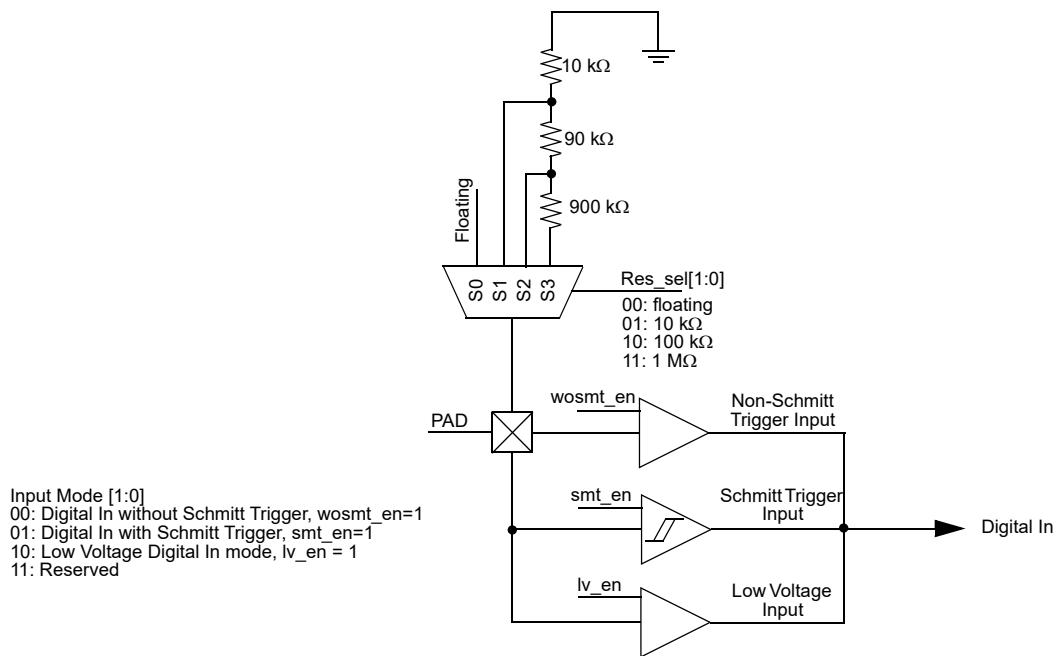 10 kΩ
90 kΩ
900 kΩ
Floating
S0
S1
S2
S3
Res_sel[1:0]
00: floating
01: 10 kΩ
10: 100 kΩ
11: 1 MΩ
PAD
wosmt_en
Non-Schmitt
Trigger Input
smt_en
Schmitt Trigger
Input
Digital In
lv_en
Low Voltage
Input
Input Mode [1:0]
00: Digital In without Schmitt Trigger, wosmt_en=1
01: Digital In with Schmitt Trigger, smt_en=1
10: Low Voltage Digital In mode, lv_en = 1
11: Reserved